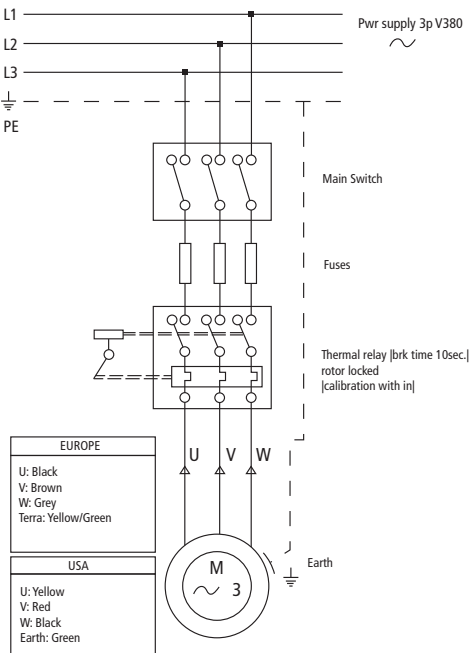 L1
Pwr supply 3p V380
L2
L3
PE
Main Switch
Fuses
Thermal relay |brk time 10sec.|
rotor locked
|calibration with in|
U V W
EUROPE
U: Black
V: Brown
W: Grey
Terra: Yellow/Green
USA
U: Yellow
V: Red
W: Black
Earth: Green
M
3
Earth